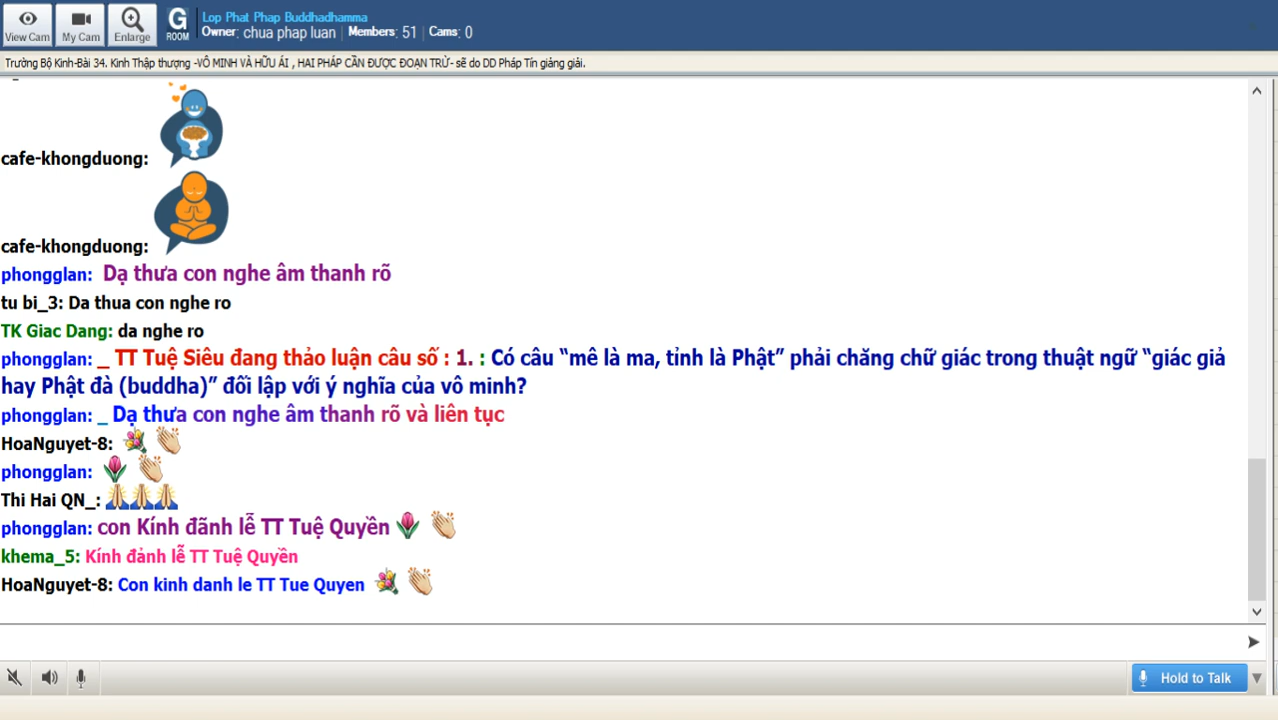 View Cam
My Cam
Enlarge
G
ROOM
Lop Phat Phap Buddhadhamma
Owner: chua phap luan | Members: 51 | Cams: 0
Trường Bộ Kinh-Bài 34. Kinh Thập thượng -VÔ MINH VÀ HỮU ÁI , HAI PHÁP CẦN ĐƯỢC ĐOẠN TRỪ- sẽ do DD Pháp Tín giảng giải.
cafe-khongduong:
cafe-khongduong:
phongglan: Dạ thưa con nghe âm thanh rõ
tu bi_3: Da thua con nghe ro
TK Giac Dang: da nghe ro
phongglan: _ TT Tuệ Siêu đang thảo luận câu số : 1. : Có câu “mê là ma, tỉnh là Phật” phải chăng chữ giác trong thuật ngữ “giác giả
hay Phật đà (buddha)” đối lập với ý nghĩa của vô minh?
phongglan: _ Dạ thưa con nghe âm thanh rõ và liên tục
HoaNguyet-8:
phongglan:
Thi Hai QN_:
phongglan: con Kính đãnh lễ TT Tuệ Quyền
khema_5: Kính đảnh lễ TT Tuệ Quyền
HoaNguyet-8: Con kinh danh le TT Tue Quyen
Hold to Talk